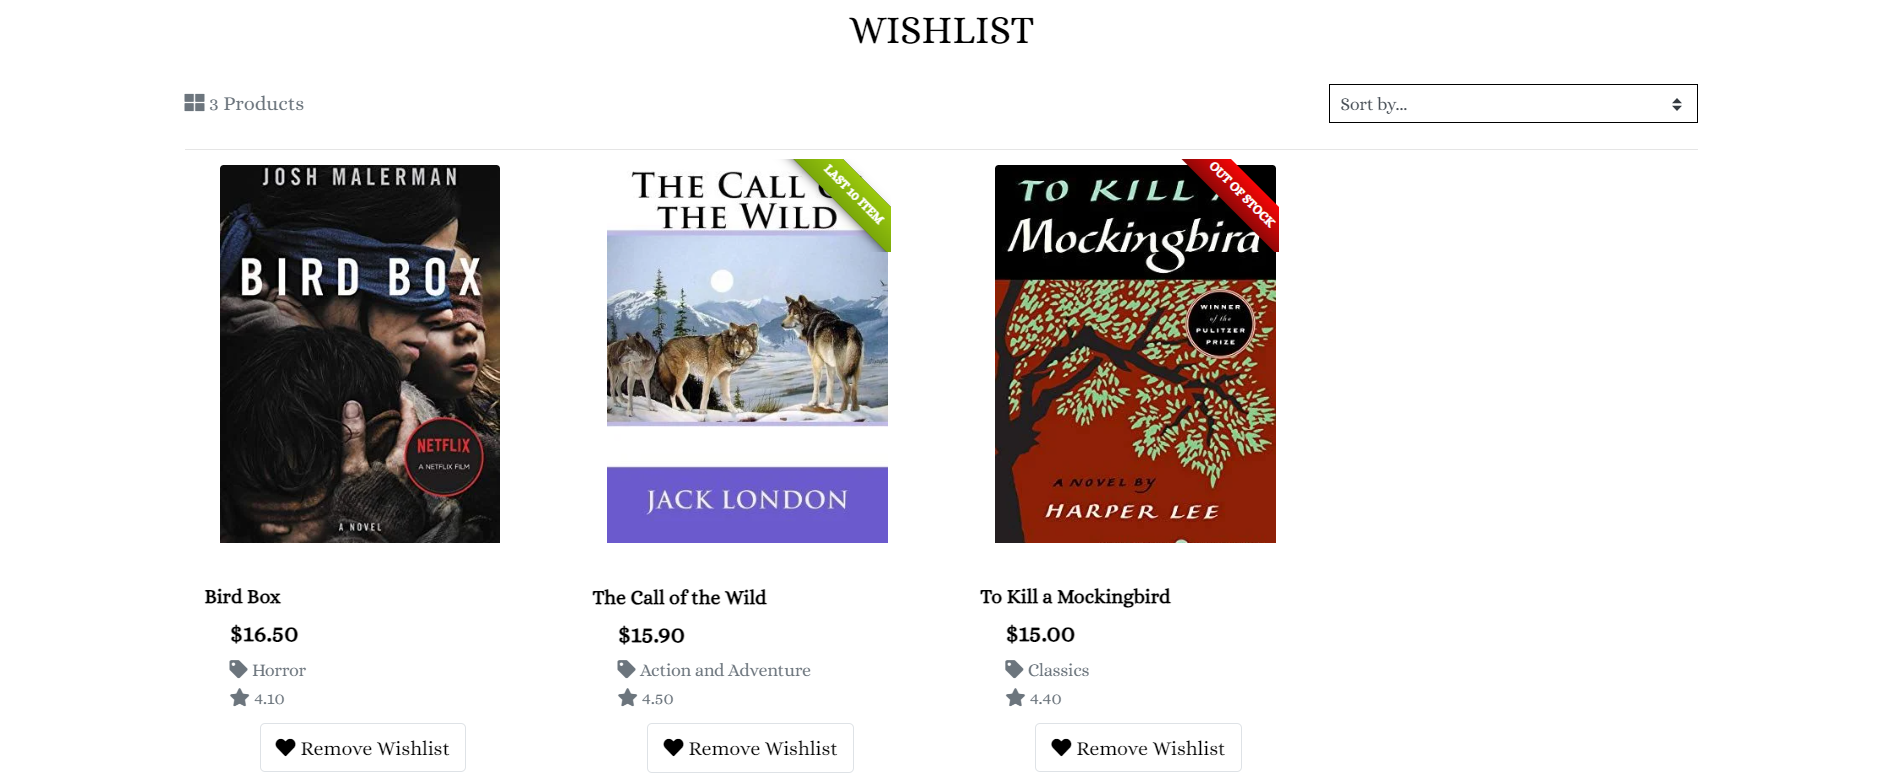 WISHLIST
3 Products
Sort by...
JOSH MALERMAN
BIRD BOX
NETFLIX
A NETFLIX FILM
A NOVEL
THE CALL
THE WILD
LAST 10 ITEM
JACK LONDON
TO KILL
Mockingbird
OUT OF STOCK
WINNER
of the
PULITZER
PRIZE
A NOVEL BY
HARPER LEE
Bird Box
$16.50
Horror
4.10
Remove Wishlist
The Call of the Wild
$15.90
Action and Adventure
4.50
Remove Wishlist
To Kill a Mockingbird
$15.00
Classics
4.40
Remove Wishlist